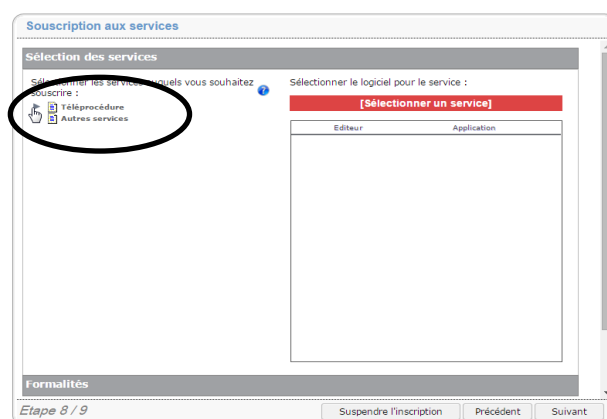 Souscription aux services
Sélection des services
Sélectionner les services auquels vous souhaitez
souscrire :
Téléprocédure
Autres services
Sélectionner le logiciel pour le service :
[Sélectionner un service]
Editeur Application
Formalités
Etape 8 / 9
Suspendre l'inscription Précédent Suivant